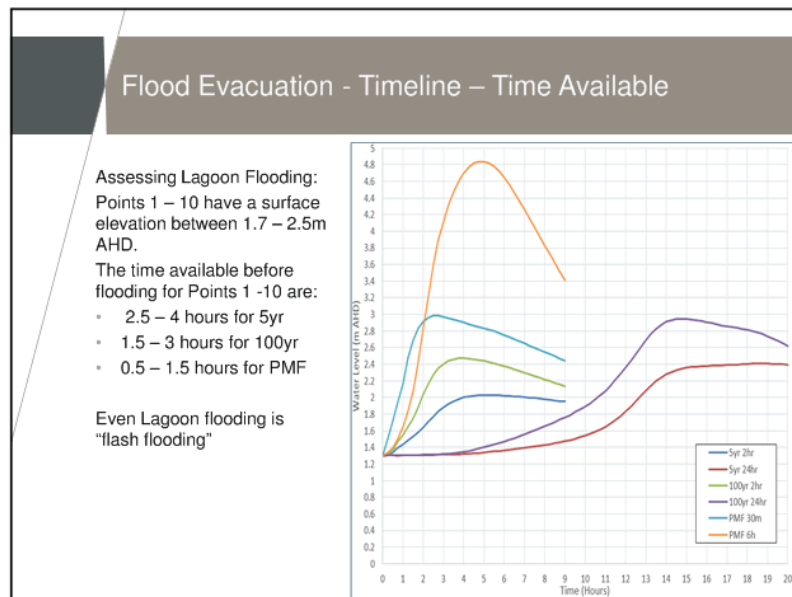 Flood Evacuation - Timeline – Time Available
Assessing Lagoon Flooding:
Points 1 – 10 have a surface
elevation between 1.7 – 2.5m
AHD.
The time available before
flooding for Points 1 -10 are:
• 2.5 – 4 hours for 5yr
• 1.5 – 3 hours for 100yr
• 0.5 – 1.5 hours for PMF
Even Lagoon flooding is
“flash flooding”
Water Level (m AHD)
5
4.8
4.6
4.4
4.2
4
3.8
3.6
3.4
3.2
3
2.8
2.6
2.4
2.2
2
1.8
1.6
1.4
1.2
1
0.8
0.6
0.4
0.2
0
5yr 2hr
5yr 24hr
100yr 2hr
100yr 24hr
PMF 30m
PMF 6h
0 1 2 3 4 5 6 7 8 9 10 11 12 13 14 15 16 17 18 19 20
Time (Hours)